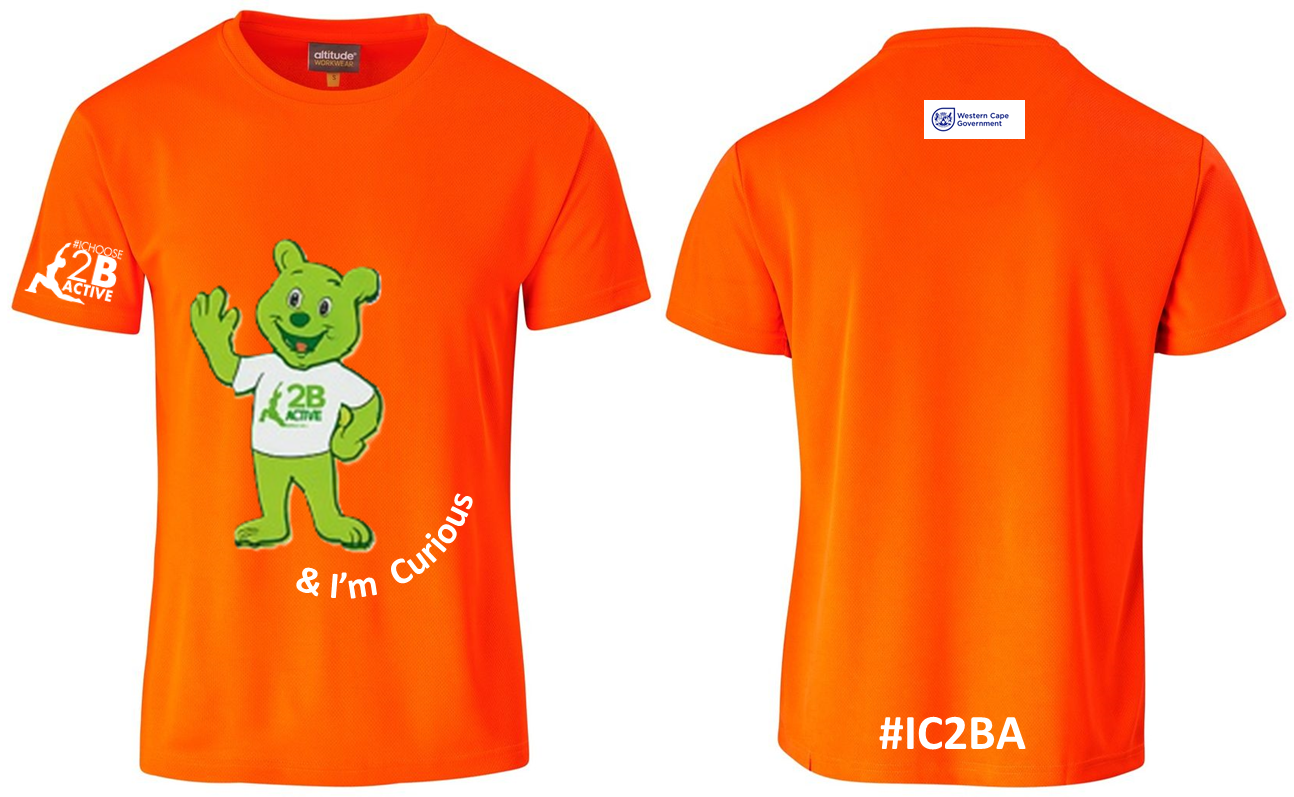 altitude®
WORKWEAR
#ICHOOSE
2B
ACTIVE
2B
ACTIVE
& I'm Curious
Western Cape
Government
#IC2BA